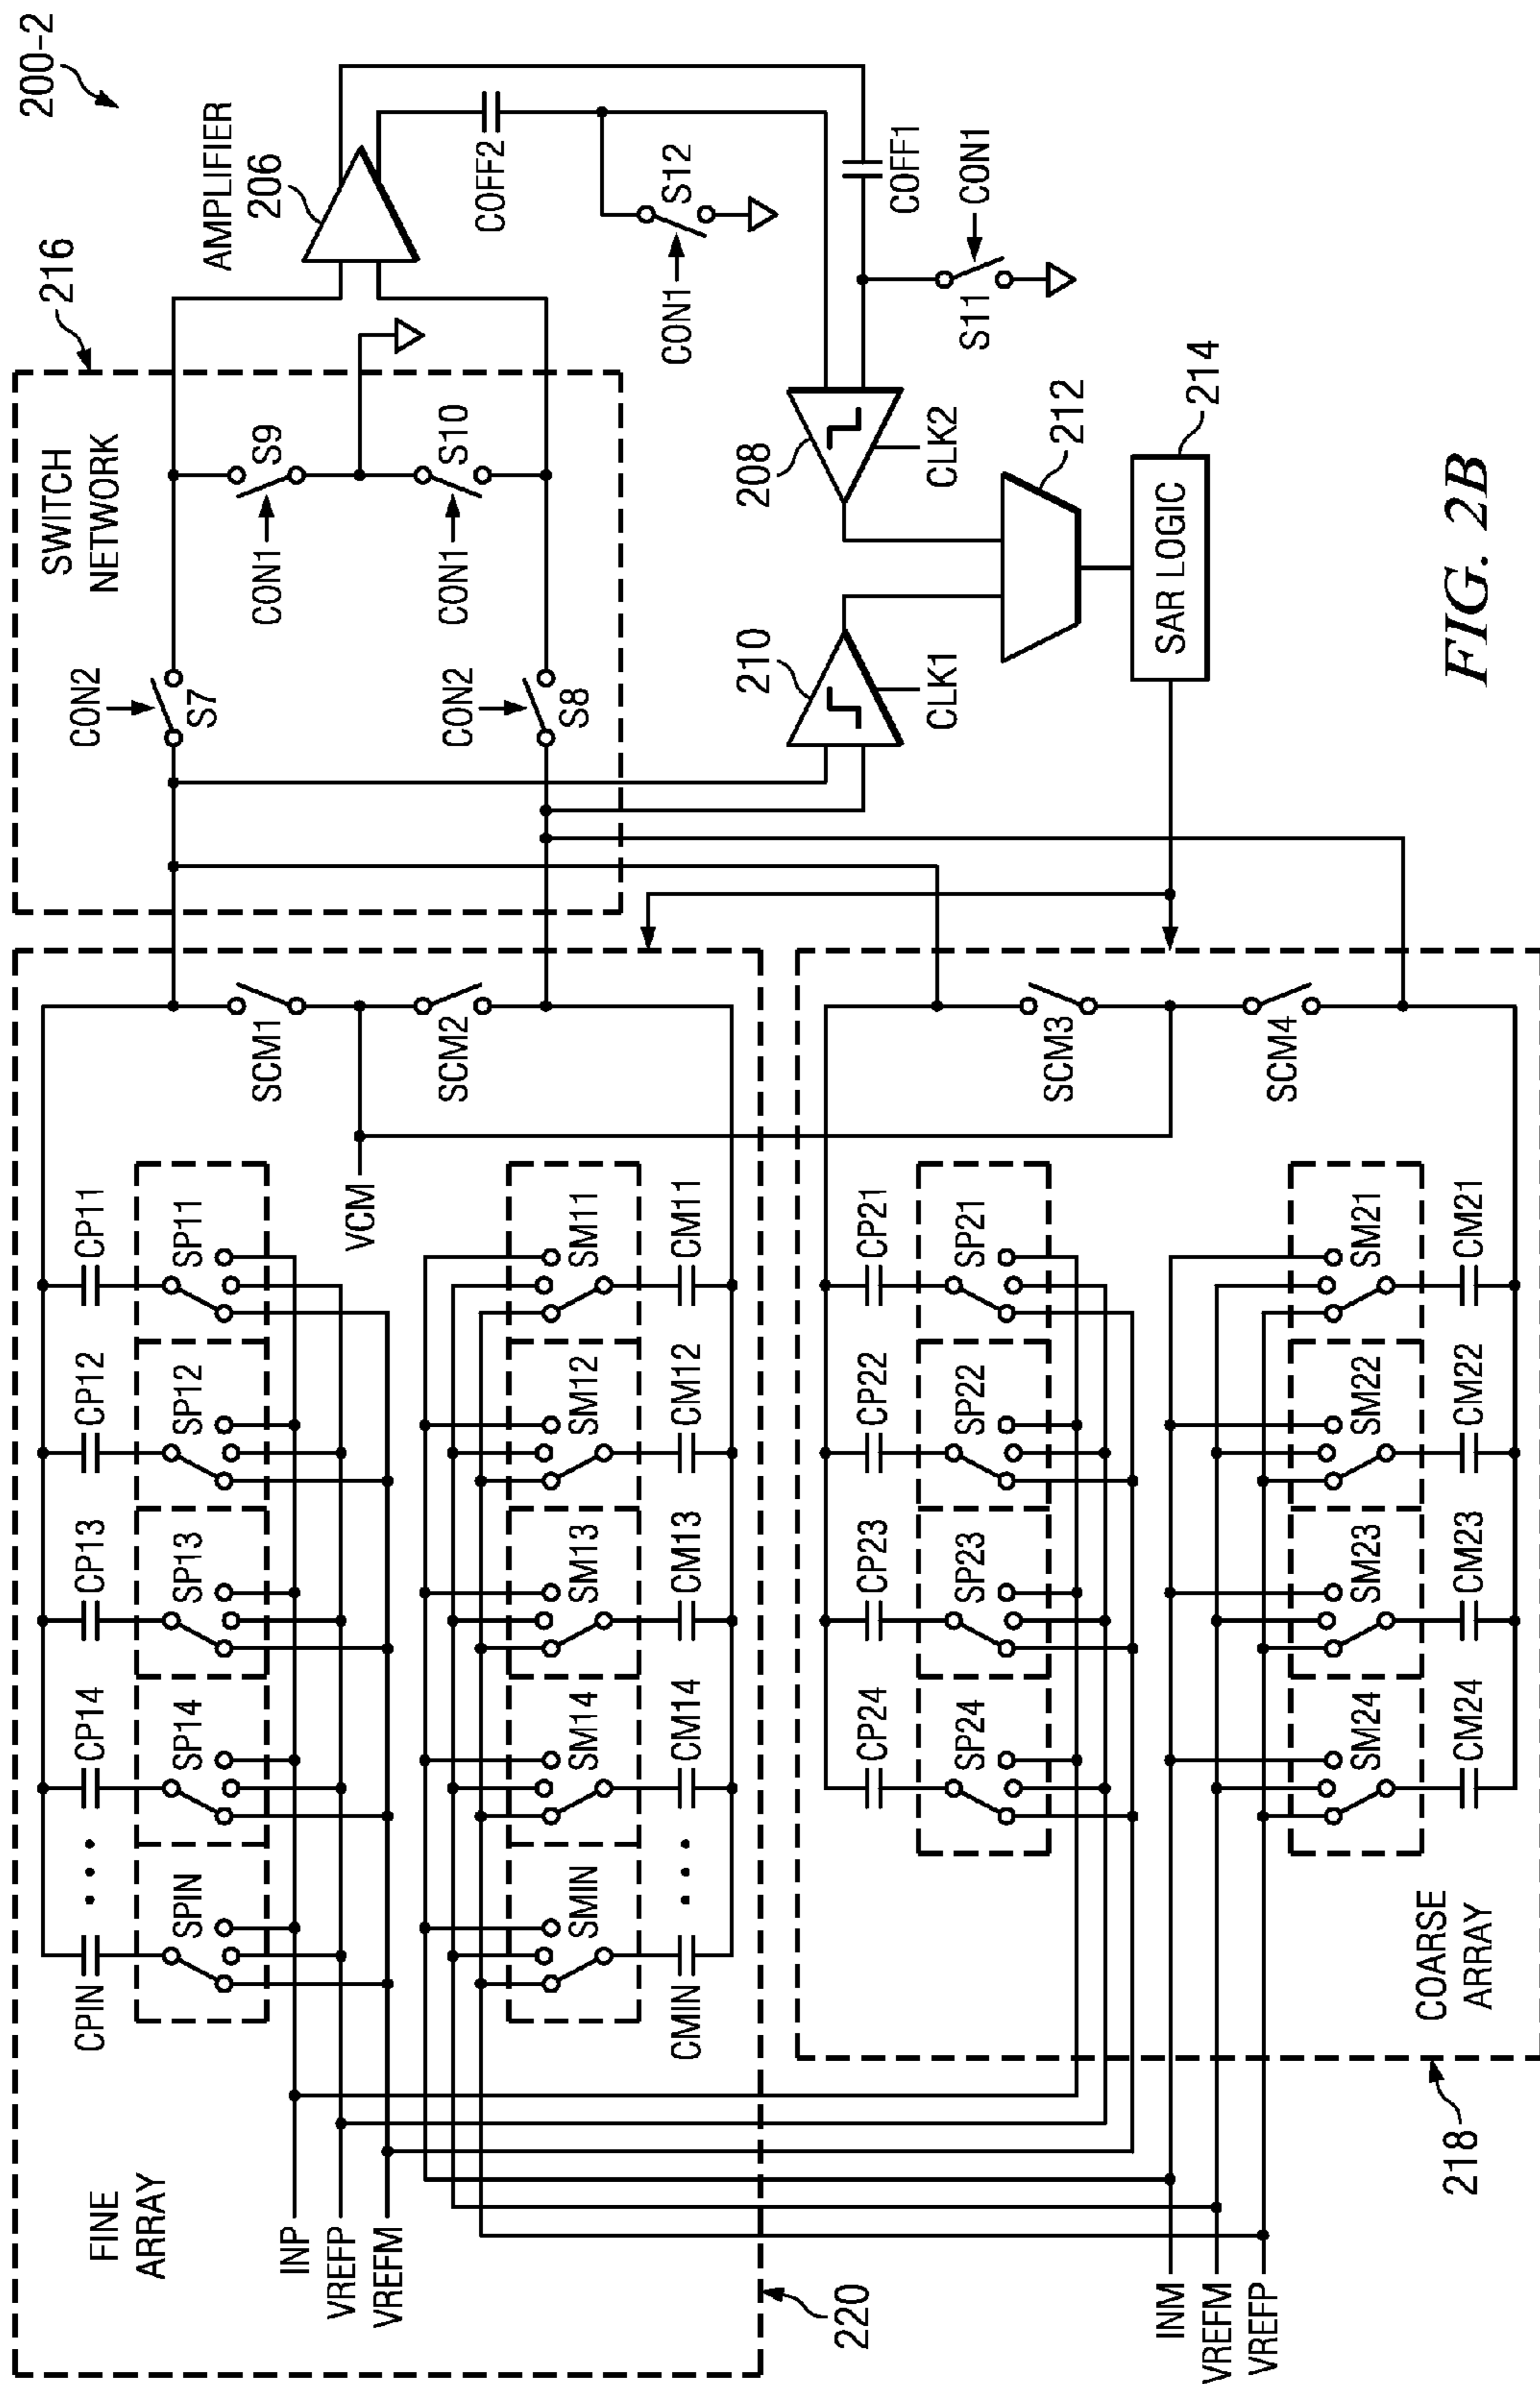 200-2
AMPLIFIER
206
216
SWITCH
NETWORK
CON2
S7
CON1
S9
CON1
S10
CON2
S8
COFF2
S12
CON1
COFF1
CON1
S11
208
CLK2
210
CLK1
212
214
SAR LOGIC
FINE
ARRAY
CPIN
CP14
CP13
CP12
CP11
SPIN
SP14
SP13
SP12
SP11
SCM1
SCM2
VCM
INP
VREFP
VREFM
SMIN
SM14
SM13
SM12
SM11
CMIN
CM14
CM13
CM12
CM11
220
CP24
CP23
CP22
CP21
SP24
SP23
SP22
SP21
SCM3
SCM4
INM
VREFM
VREFP
SM24
SM23
SM22
SM21
CM24
CM23
CM22
CM21
COARSE
ARRAY
218
FIG. 2B